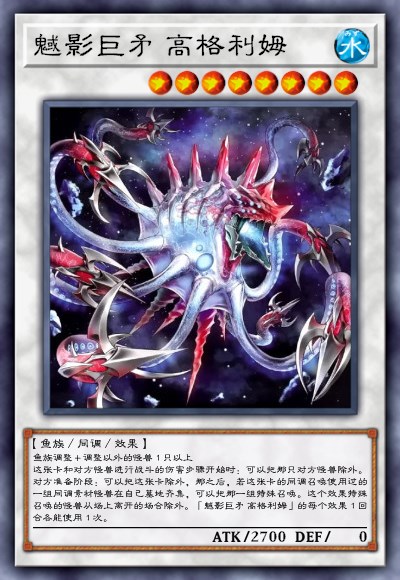 魊影巨矛 高格利姆
水
【鱼族／同调／效果】
鱼族调整＋调整以外的怪兽1只以上
这张卡和对方怪兽进行战斗的伤害步骤开始时：可以把那只对方怪兽除外。
对方准备阶段：可以把这张卡除外，那之后，若这张卡的同调召唤使用过的
一组同调素材怪兽在自己墓地齐集，可以把那一组特殊召唤。这个效果特殊
召唤的怪兽从场上离开的场合除外。「魊影巨矛 高格利姆」的每个效果1回
合各能使用1次。
ATK/2700 DEF/ 0